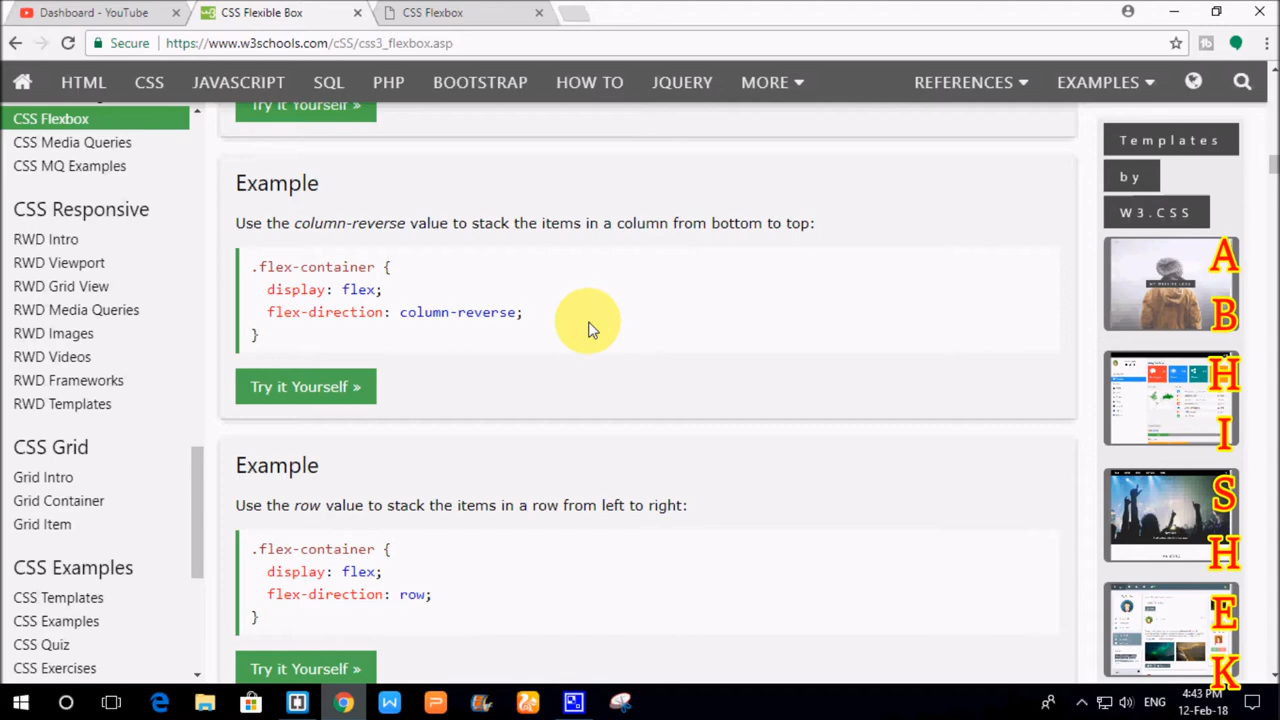 Dashboard - YouTube
CSS Flexible Box
CSS Flexbox
Secure
https://www.w3schools.com/cSS/css3_flexbox.asp
HTML CSS JAVASCRIPT SQL PHP BOOTSTRAP HOW TO JQUERY MORE REFERENCES EXAMPLES
CSS Flexbox
CSS Media Queries
CSS MQ Examples
CSS Responsive
RWD Intro
RWD Viewport
RWD Grid View
RWD Media Queries
RWD Images
RWD Videos
RWD Frameworks
RWD Templates
CSS Grid
Grid Intro
Grid Container
Grid Item
CSS Examples
CSS Templates
CSS Examples
CSS Quiz
CSS Exercises
Try it Yourself »
Example
Use the column-reverse value to stack the items in a column from bottom to top:
.flex-container {
display: flex;
flex-direction: column-reverse;
}
Try it Yourself »
Example
Use the row value to stack the items in a row from left to right:
.flex-container {
display: flex;
flex-direction: row;
}
Try it Yourself »
Templates
by
W3.CSS
A
B
H
I
S
H
E
K
ENG
4:43 PM
12-Feb-18